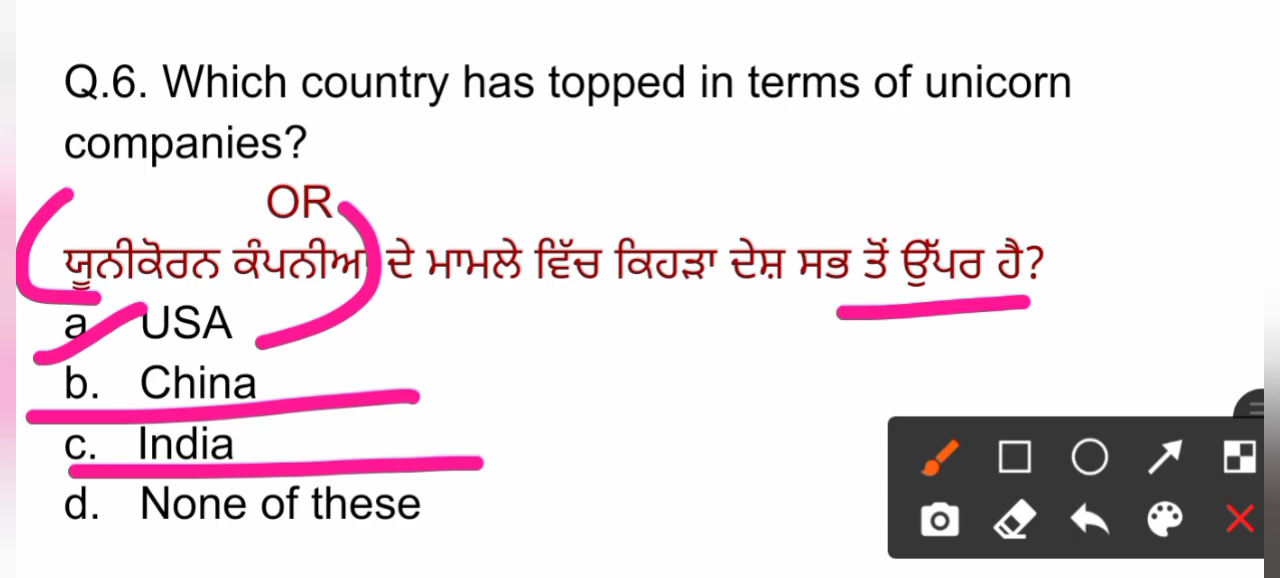 Q.6. Which country has topped in terms of unicorn
companies?
OR
ਯੂਨੀਕੋਰਨ ਕੰਪਨੀਆਂ ਦੇ ਮਾਮਲੇ ਵਿੱਚ ਕਿਹੜਾ ਦੇਸ਼ ਸਭ ਤੋਂ ਉੱਪਰ ਹੈ?
a. USA
b. China
c. India
d. None of these